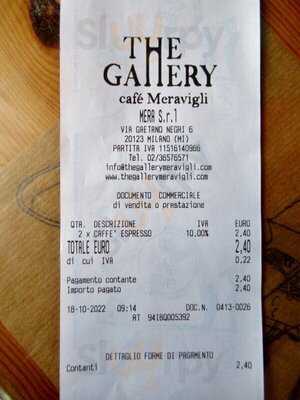 THE
GALLERY
café Meravigli
MERA S.r.l
VIA GAETANO NEGRI 6
20123 MILANO (MI)
PARTITA IVA 11516140966
Tel. 02/36576571
info@thegallerymeravigli.com
www.thegallerymeravigli.com
DOCUMENTO COMMERCIALE
di vendita o prestazione
QTA. DESCRIZIONE IVA EURO
2 x CAFFE' ESPRESSO 10,00% 2,40
TOTALE EURO 2,40
di cui IVA 0,22
Pagamento contante 2,40
Importo pagato 2,40
18-10-2022 09:14 DOC.N. 0413-0026
RT 94IBQ005392
DETTAGLIO FORME DI PAGAMENTO
Contanti 2,40